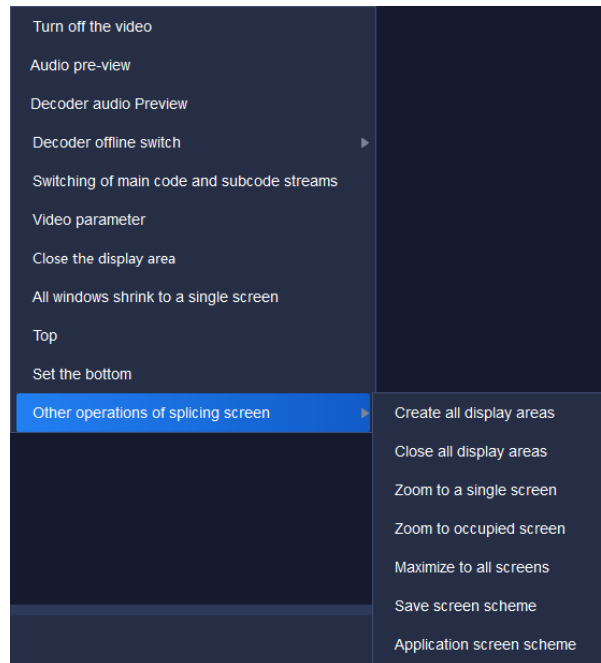 Turn off the video
Audio pre-view
Decoder audio Preview
Decoder offline switch
Switching of main code and subcode streams
Video parameter
Close the display area
All windows shrink to a single screen
Top
Set the bottom
Other operations of splicing screen
Create all display areas
Close all display areas
Zoom to a single screen
Zoom to occupied screen
Maximize to all screens
Save screen scheme
Application screen scheme